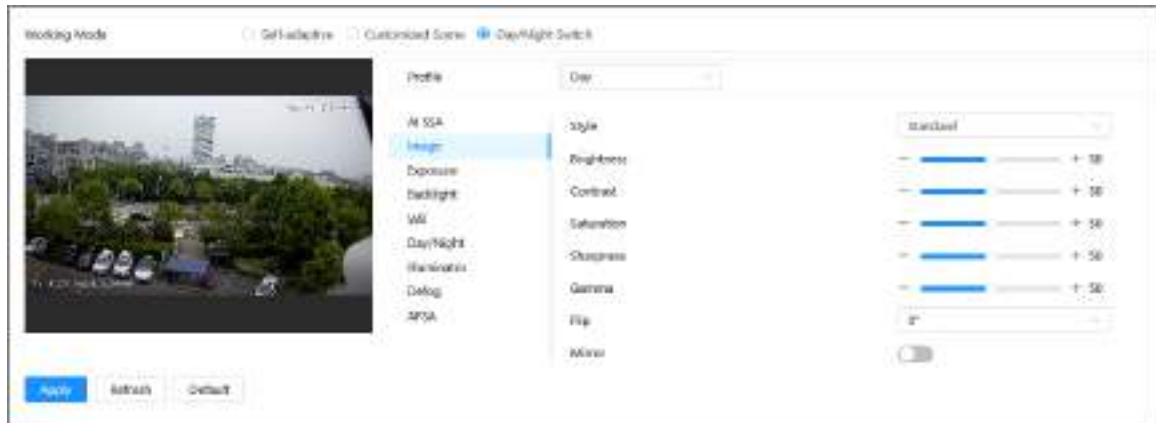 Working Mode Self-adaptive Customized Scene Day/Night Switch
Profile Day
AI SSA
Image
Exposure
Backlight
WB
Day/Night
Illuminator
Defog
Style Standard
Brightness - + 50
Contrast - + 50
Saturation - + 50
Sharpness - + 50
Gamma - + 50
Flip 0°
Mirror
Apply Refresh Default